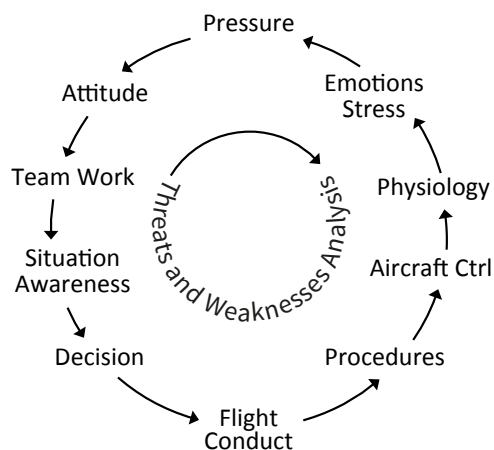 Pressure
Attitude
Team Work
Situation
Awareness
Decision
Flight
Conduct
Procedures
Aircraft Ctrl
Physiology
Emotions
Stress
Threats and Weaknesses Analysis